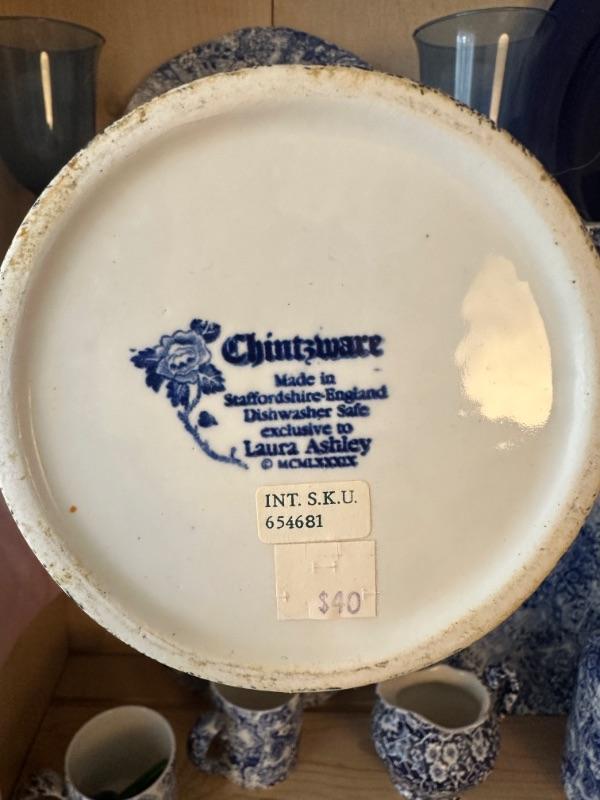 Chintzware
Made in
Staffordshire-England
Dishwasher Safe
exclusive to
Laura Ashley
© MCMLXXXIX
INT. S.K.U.
654681
$40